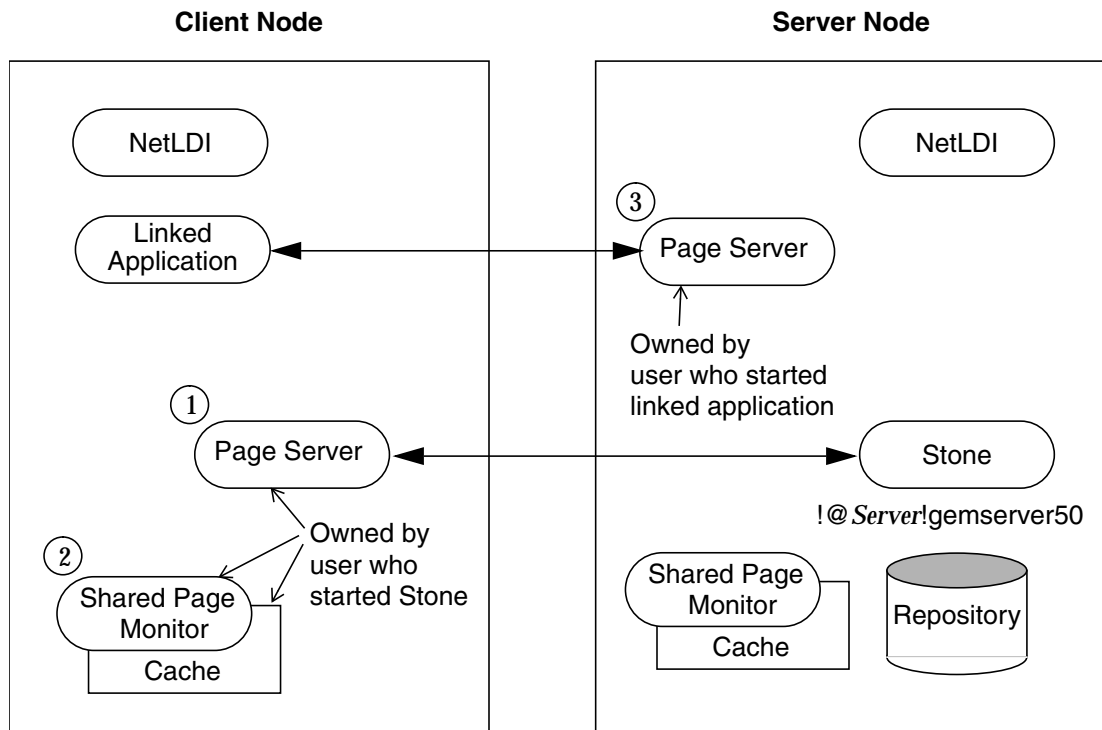 Client Node
Server Node
NetLDI
NetLDI
Linked
Application
3
Page Server
Owned by
user who started
linked application
1
Page Server
Stone
!@Server!gemserver50
Owned by
user who
started Stone
2
Shared Page
Monitor
Cache
Shared Page
Monitor
Cache
Repository